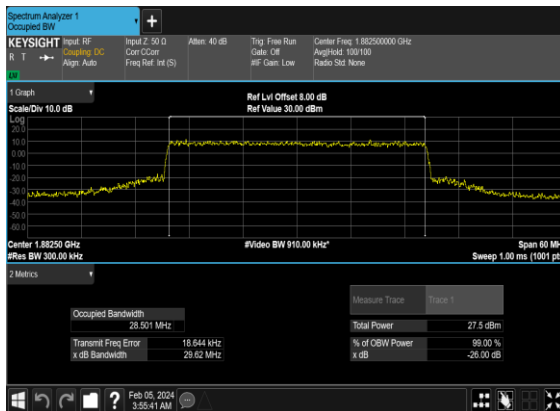 Spectrum Analyzer 1
Occupied BW
+
KEYSIGHT Input: RF Input Z: 50 Ω Atten: 40 dB Trig: Free Run Center Freq: 1.882500000 GHz
R T Coupling: DC Corr CCorr Gate: Off Avg|Hold: 100/100
Align: Auto Freq Ref: Int (S) #IF Gain: Low Radio Std: None
1 Graph
Ref Lvl Offset 8.00 dB
Scale/Div 10.0 dB Ref Value 30.00 dBm
Log
20.0
10.0
0.00
-10.0
-20.0
-30.0
-40.0
-50.0
-60.0
Center 1.88250 GHz #Video BW 910.00 kHz* Span 60 MH
#Res BW 300.00 kHz Sweep 1.00 ms (1001 pts
2 Metrics
Measure Trace Trace 1
Occupied Bandwidth
28.501 MHz Total Power 27.5 dBm
Transmit Freq Error 18.644 kHz % of OBW Power 99.00 %
x dB Bandwidth 29.62 MHz x dB -26.00 dB
? Feb 05, 2024
3:55:41 AM